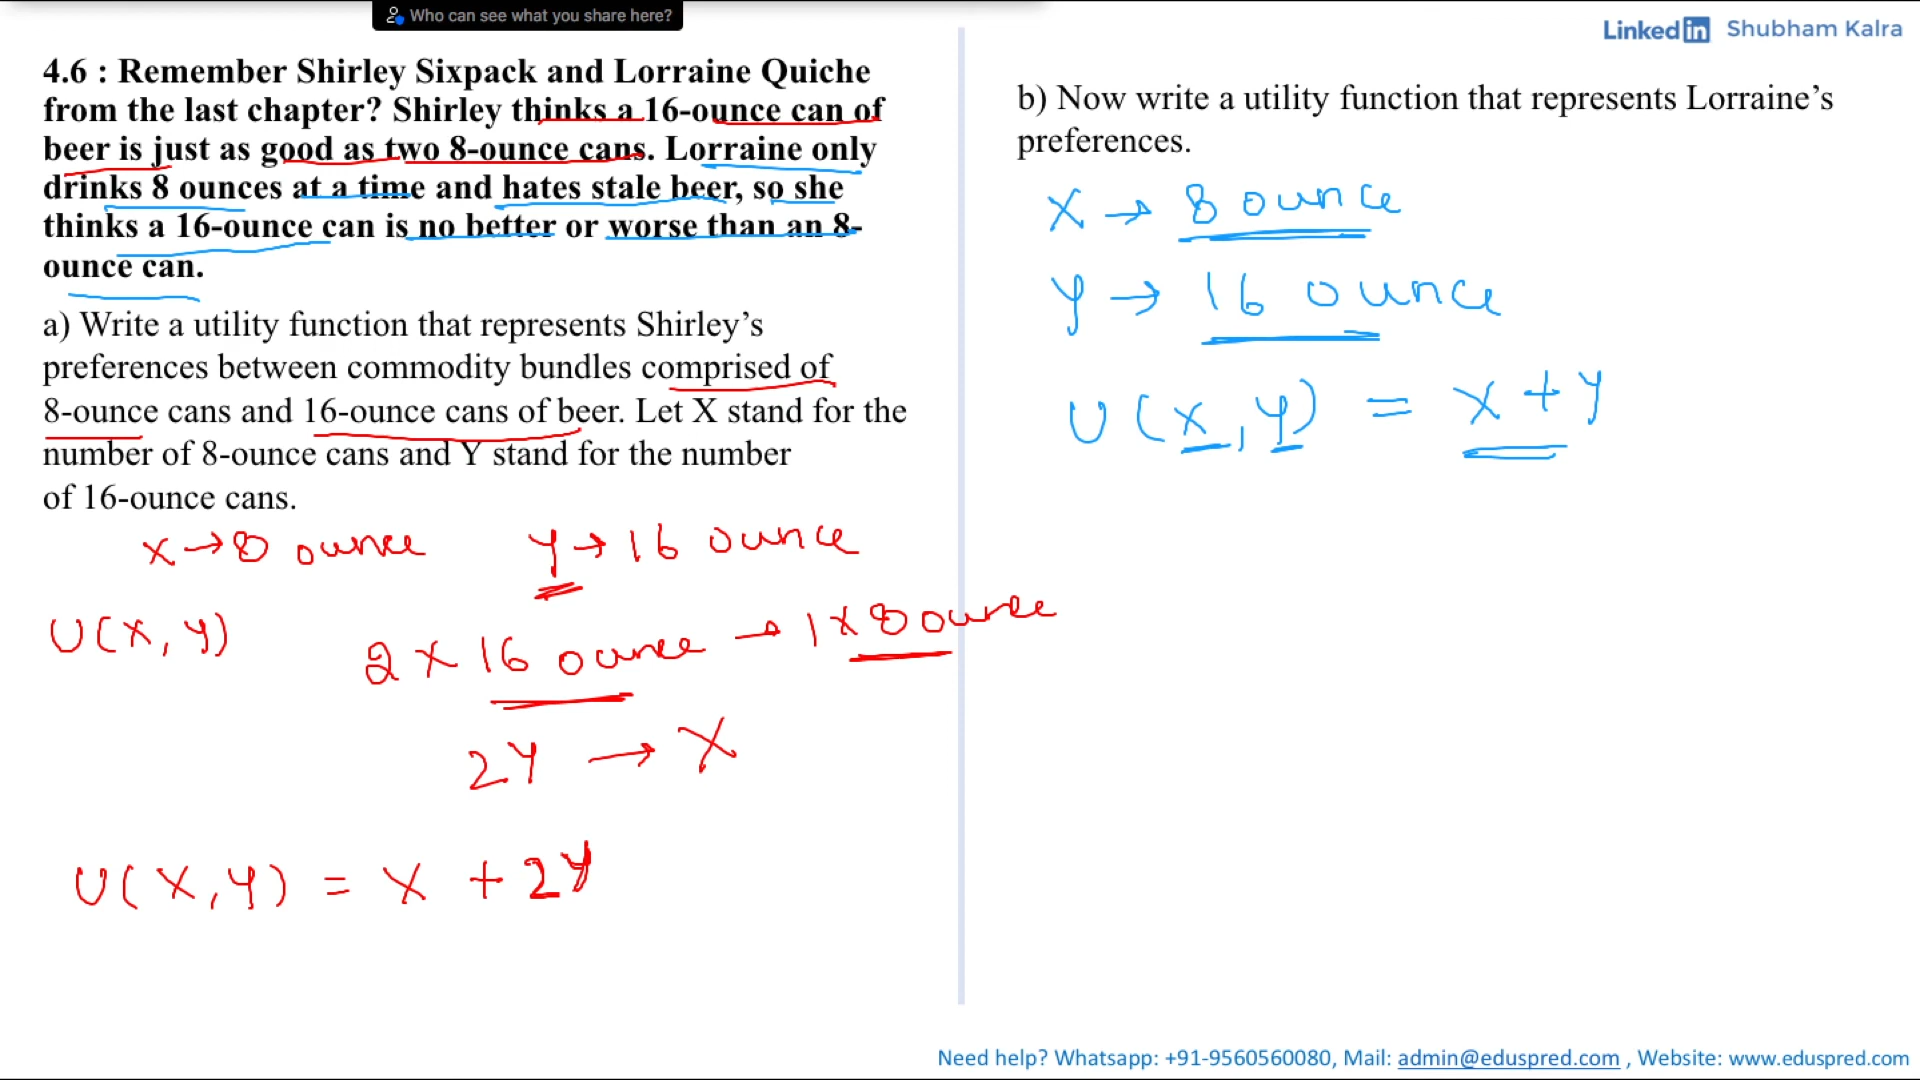 Who can see what you share here?
Linked in Shubham Kalra
4.6 : Remember Shirley Sixpack and Lorraine Quiche
from the last chapter? Shirley thinks a 16-ounce can of
beer is just as good as two 8-ounce cans. Lorraine only
drinks 8 ounces at a time and hates stale beer, so she
thinks a 16-ounce can is no better or worse than an 8-
ounce can.
a) Write a utility function that represents Shirley’s
preferences between commodity bundles comprised of
8-ounce cans and 16-ounce cans of beer. Let X stand for the
number of 8-ounce cans and Y stand for the number
of 16-ounce cans.
x → 8 ounce y → 16 ounce
U(x, y)
2 x 16 ounce → 1 x 8 ounce
2y → x
U(x, y) = x + 2y
b) Now write a utility function that represents Lorraine’s
preferences.
x → 8 ounce
y → 16 ounce
U(x, y) = x + y
Need help? Whatsapp: +91-9560560080, Mail: admin@eduspred.com , Website: www.eduspred.com